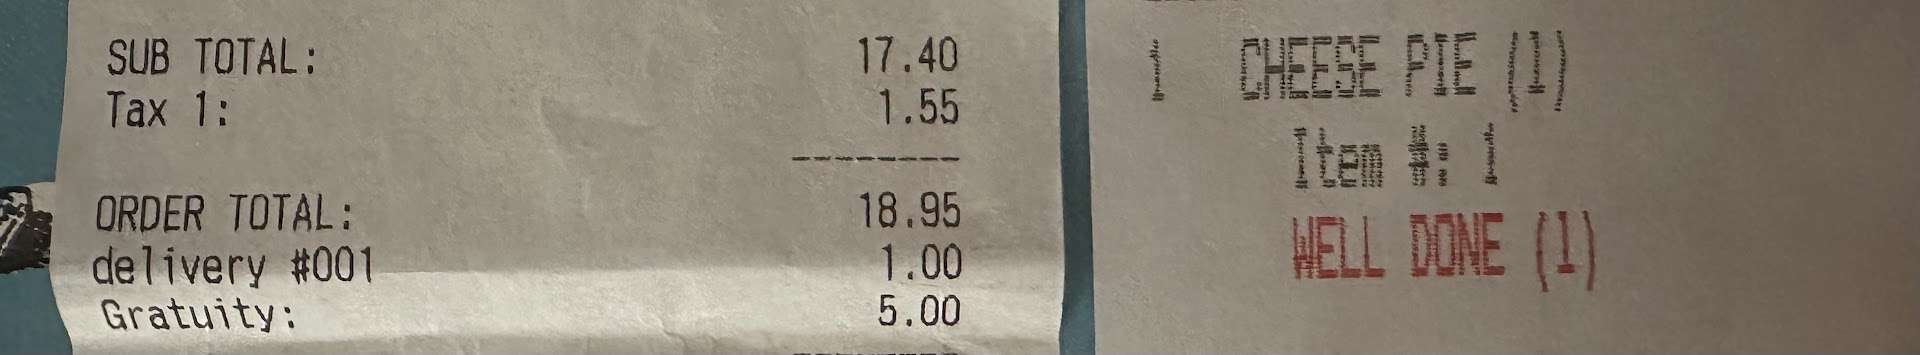 SUB TOTAL: 17.40
Tax 1: 1.55
--------
ORDER TOTAL: 18.95
delivery #001 1.00
Gratuity: 5.00
1 CHEESE PIE (1)
Item #: 1
WELL DONE (1)